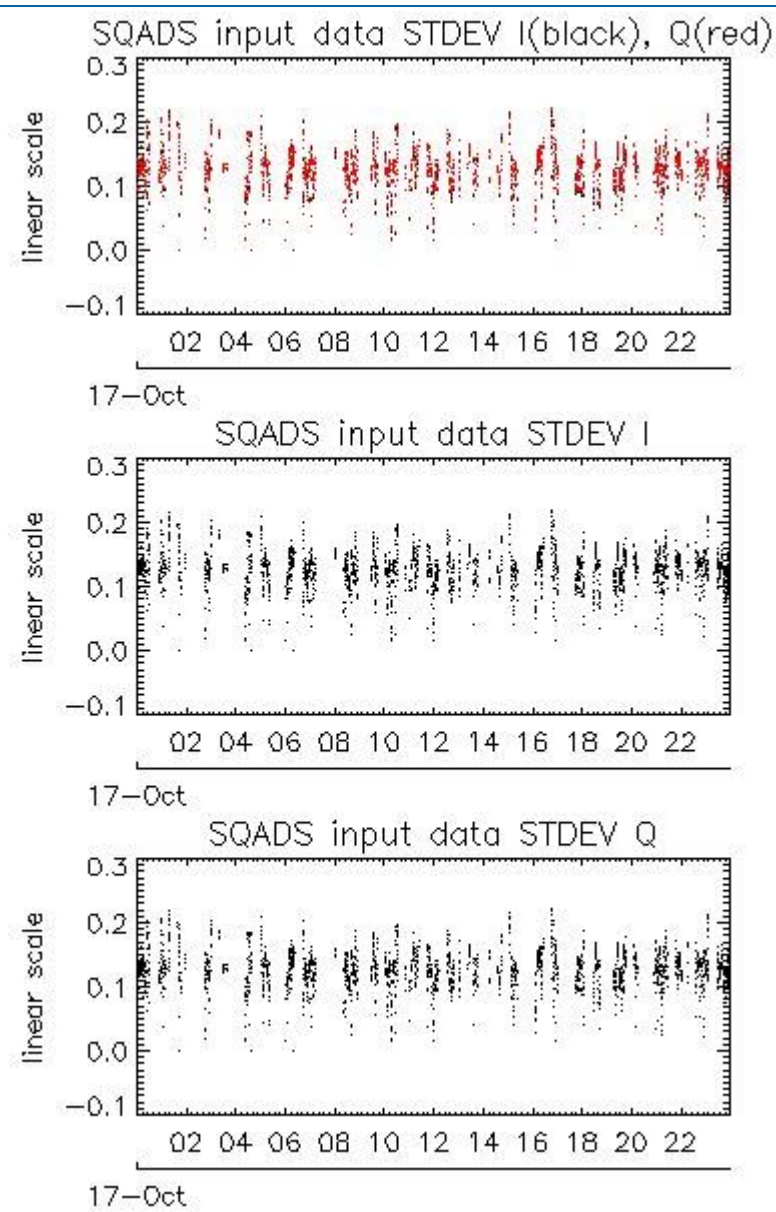 SQADS input data STDEV I(black), Q(red)
0.3
0.2
0.1
0.0
−0.1
linear scale
02 04 06 08 10 12 14 16 18 20 22
17−Oct
SQADS input data STDEV I
0.3
0.2
0.1
0.0
−0.1
linear scale
02 04 06 08 10 12 14 16 18 20 22
17−Oct
SQADS input data STDEV Q
0.3
0.2
0.1
0.0
−0.1
linear scale
02 04 06 08 10 12 14 16 18 20 22
17−Oct